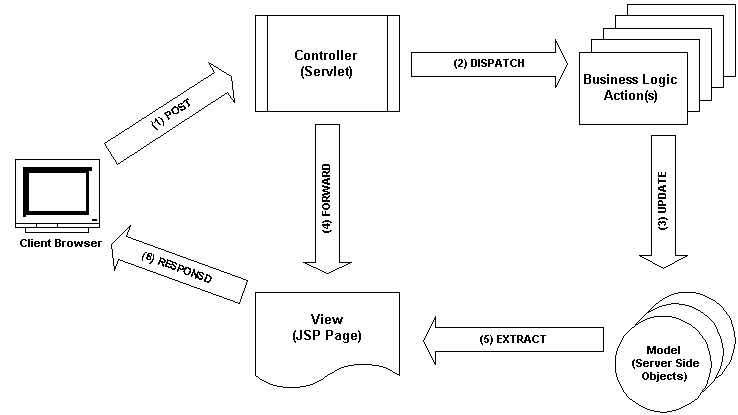 Controller
(Servlet)
(2) DISPATCH
Business Logic
Action(s)
(1) POST
(4) FORWARD
(3) UPDATE
Client Browser
(6) RESPONSD
View
(JSP Page)
(5) EXTRACT
Model
(Server Side
Objects)